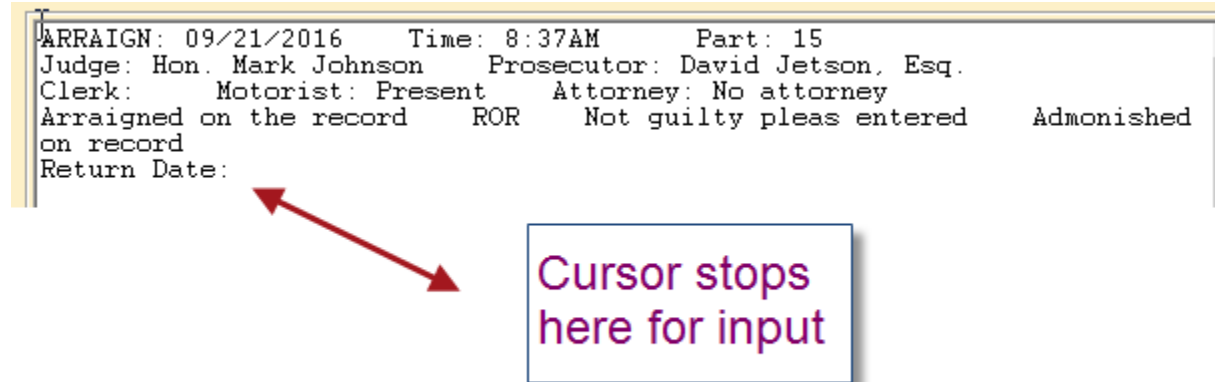 ARRAIGN: 09/21/2016 Time: 8:37AM Part: 15
Judge: Hon. Mark Johnson Prosecutor: David Jetson, Esq.
Clerk: Motorist: Present Attorney: No attorney
Arraigned on the record ROR Not guilty pleas entered Admonished
on record
Return Date:
Cursor stops
here for input